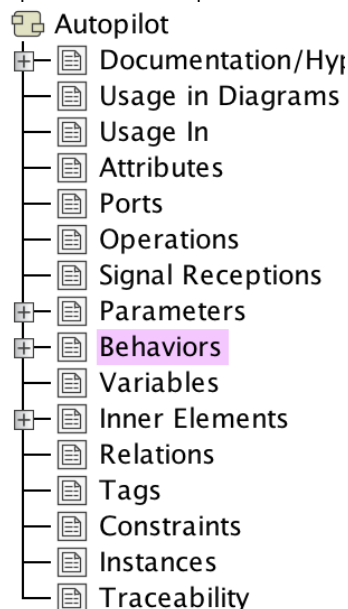 Autopilot
Documentation/Hyp
Usage in Diagrams
Usage In
Attributes
Ports
Operations
Signal Receptions
Parameters
Behaviors
Variables
Inner Elements
Relations
Tags
Constraints
Instances
Traceability